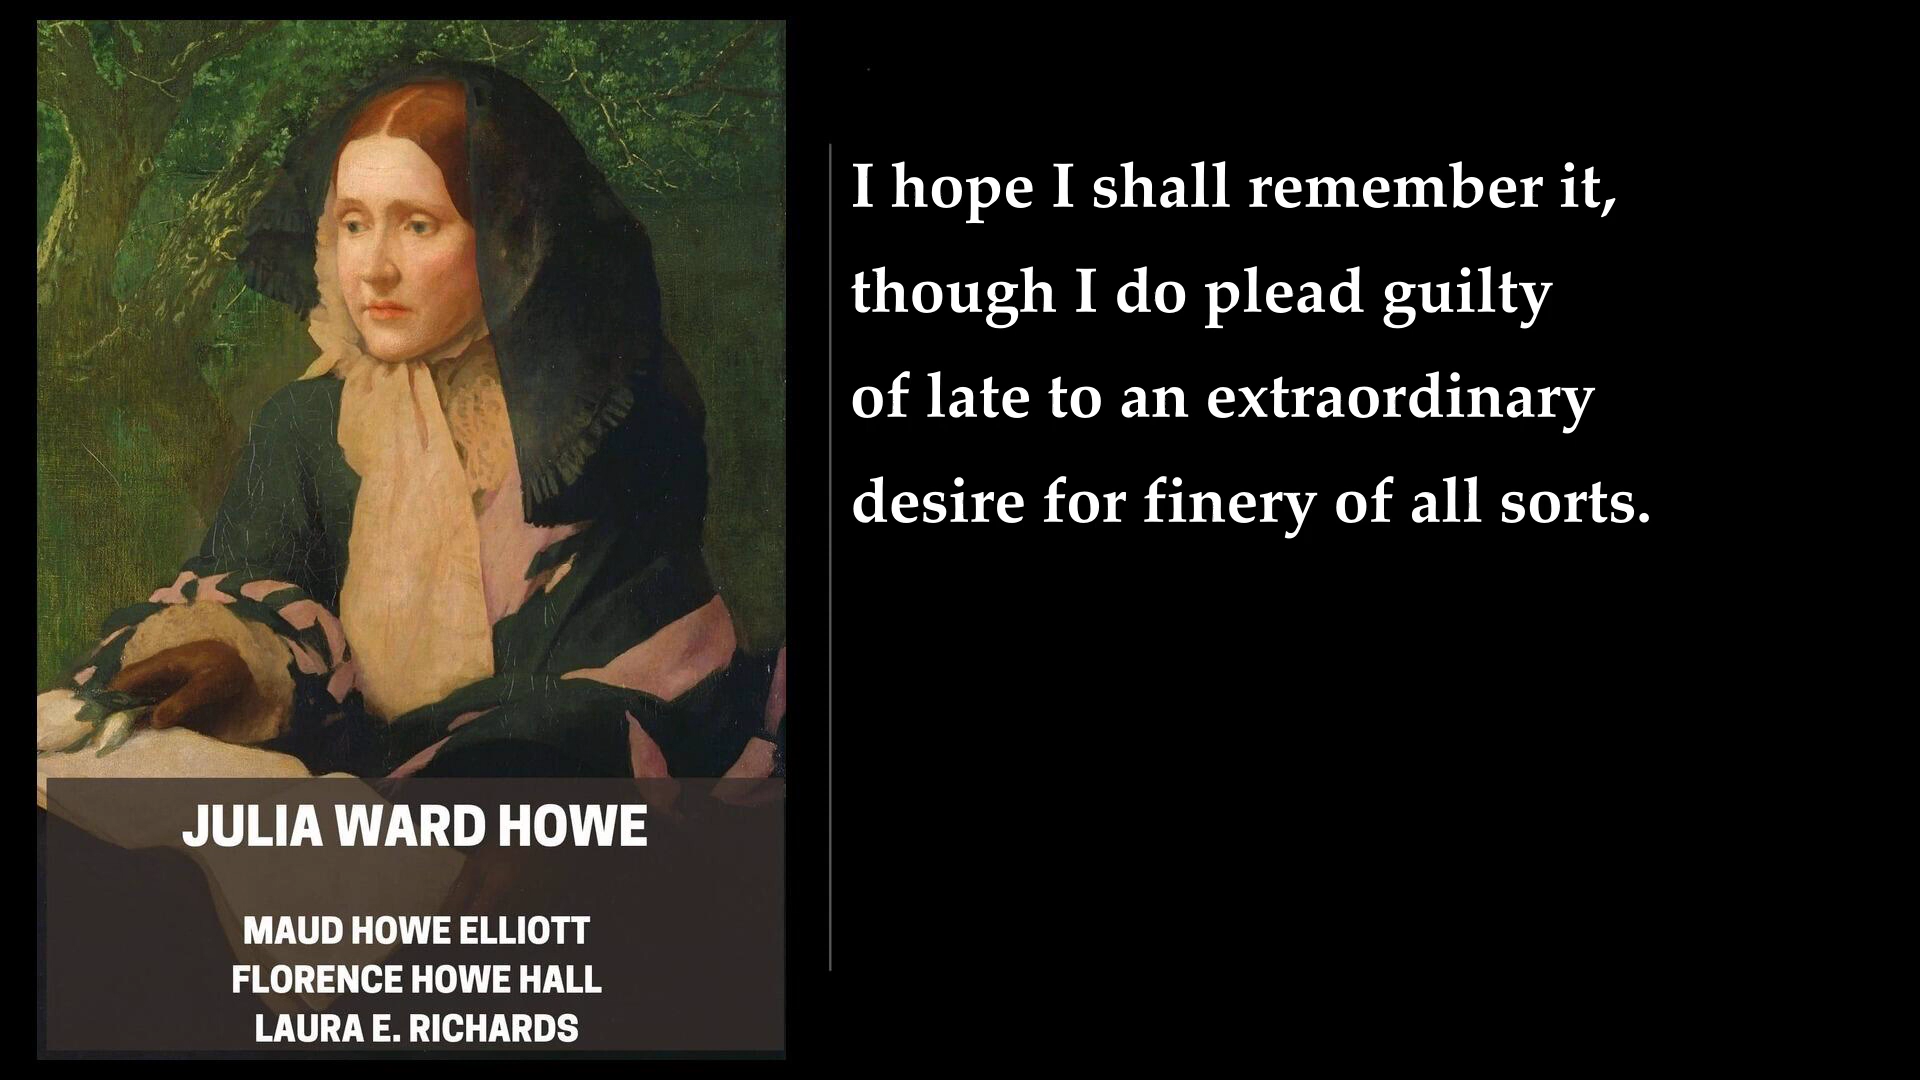 JULIA WARD HOWE
MAUD HOWE ELLIOTT
FLORENCE HOWE HALL
LAURA E. RICHARDS
I hope I shall remember it,
though I do plead guilty
of late to an extraordinary
desire for finery of all sorts.